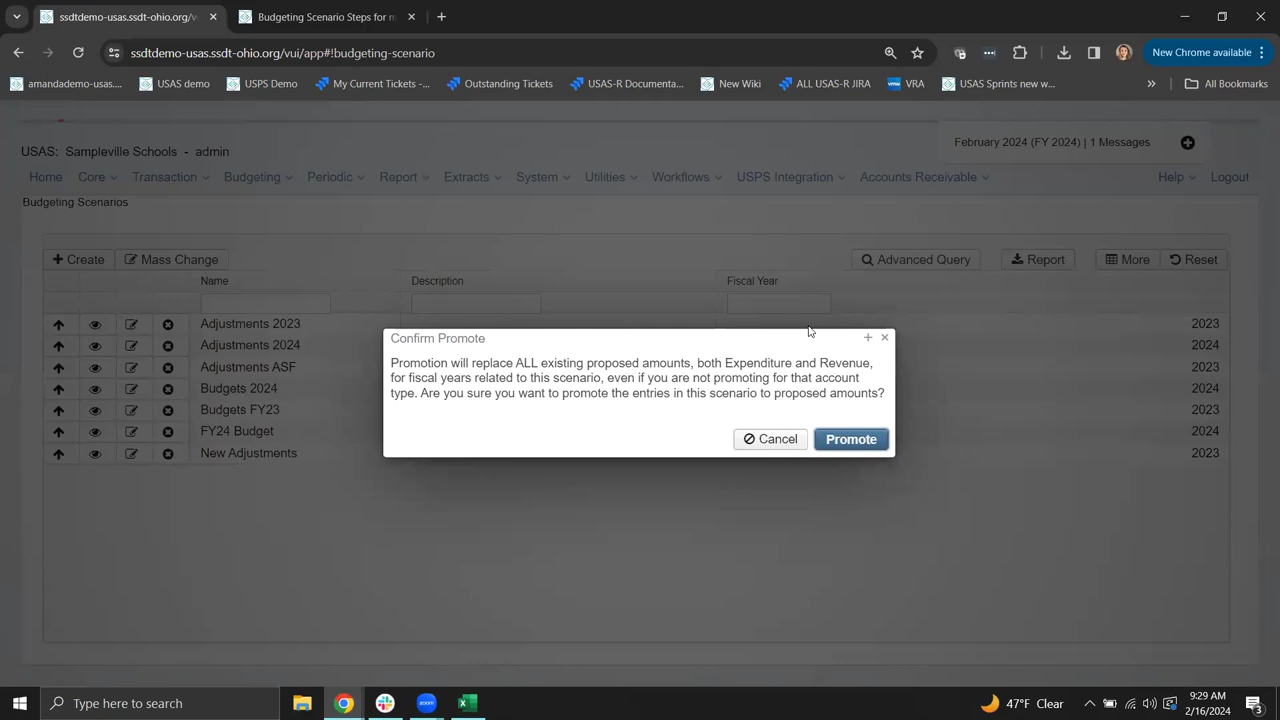 ssdtdemo-usas.ssdt-ohio.org/v
Budgeting Scenario Steps for m
ssdtdemo-usas.ssdt-ohio.org/vui/app#!budgeting-scenario
New Chrome available
amandademo-usas....
USAS demo
USPS Demo
My Current Tickets -...
Outstanding Tickets
USAS-R Documenta...
New Wiki
ALL USAS-R JIRA
VRA
USAS Sprints new w...
All Bookmarks
USAS: Sampleville Schools - admin
February 2024 (FY 2024) | 1 Messages
Home Core Transaction Budgeting Periodic Report Extracts System Utilities Workflows USPS Integration Accounts Receivable Help Logout
Budgeting Scenarios
+ Create Mass Change Advanced Query Report More Reset
Name Description Fiscal Year
Adjustments 2023 2023
Adjustments 2024 2024
Adjustments ASF 2023
Budgets 2024 2024
Budgets FY23 2023
FY24 Budget 2024
New Adjustments 2023
Confirm Promote
Promotion will replace ALL existing proposed amounts, both Expenditure and Revenue,
for fiscal years related to this scenario, even if you are not promoting for that account
type. Are you sure you want to promote the entries in this scenario to proposed amounts?
Cancel Promote
Type here to search
zoom
47°F Clear
9:29 AM
2/16/2024
3